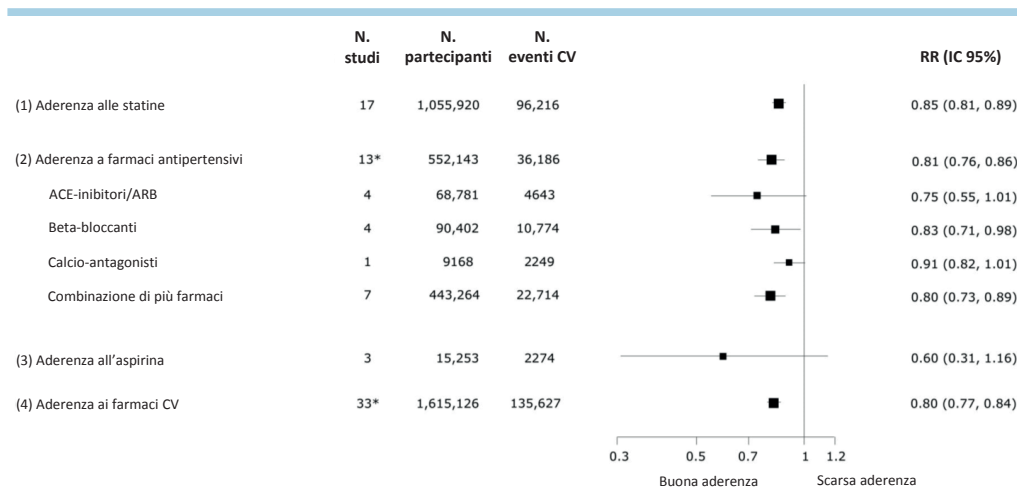 N. studi N. partecipanti N. eventi CV RR (IC 95%)
(1) Aderenza alle statine 17 1,055,920 96,216 0.85 (0.81, 0.89)
(2) Aderenza a farmaci antipertensivi 13* 552,143 36,186 0.81 (0.76, 0.86)
ACE-inibitori/ARB 4 68,781 4643 0.75 (0.55, 1.01)
Beta-bloccanti 4 90,402 10,774 0.83 (0.71, 0.98)
Calcio-antagonisti 1 9168 2249 0.91 (0.82, 1.01)
Combinazione di più farmaci 7 443,264 22,714 0.80 (0.73, 0.89)
(3) Aderenza all'aspirina 3 15,253 2274 0.60 (0.31, 1.16)
(4) Aderenza ai farmaci CV 33* 1,615,126 135,627 0.80 (0.77, 0.84)
0.3 0.5 0.7 1 1.2
Buona aderenza Scarsa aderenza